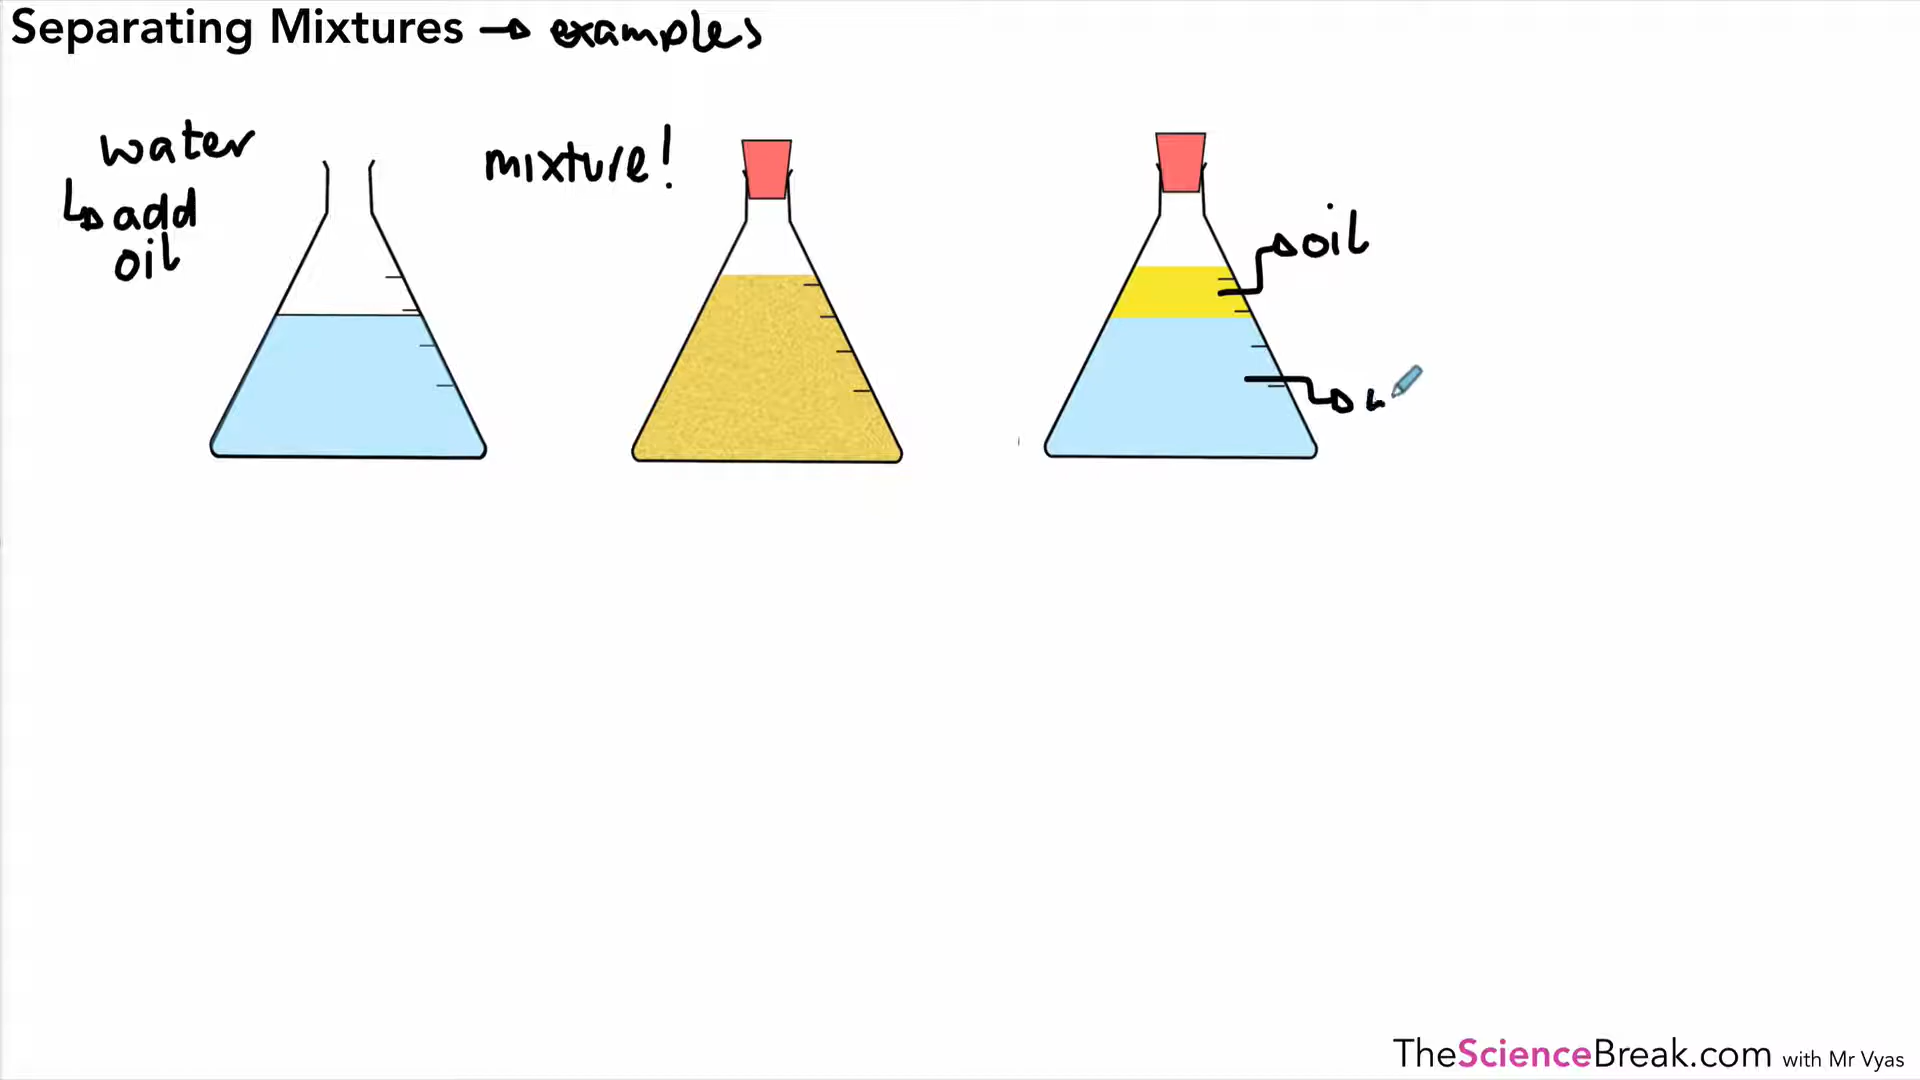 Separating Mixtures → examples
water
↳ add
oil
mixture!
oil
TheScienceBreak.com with Mr Vyas